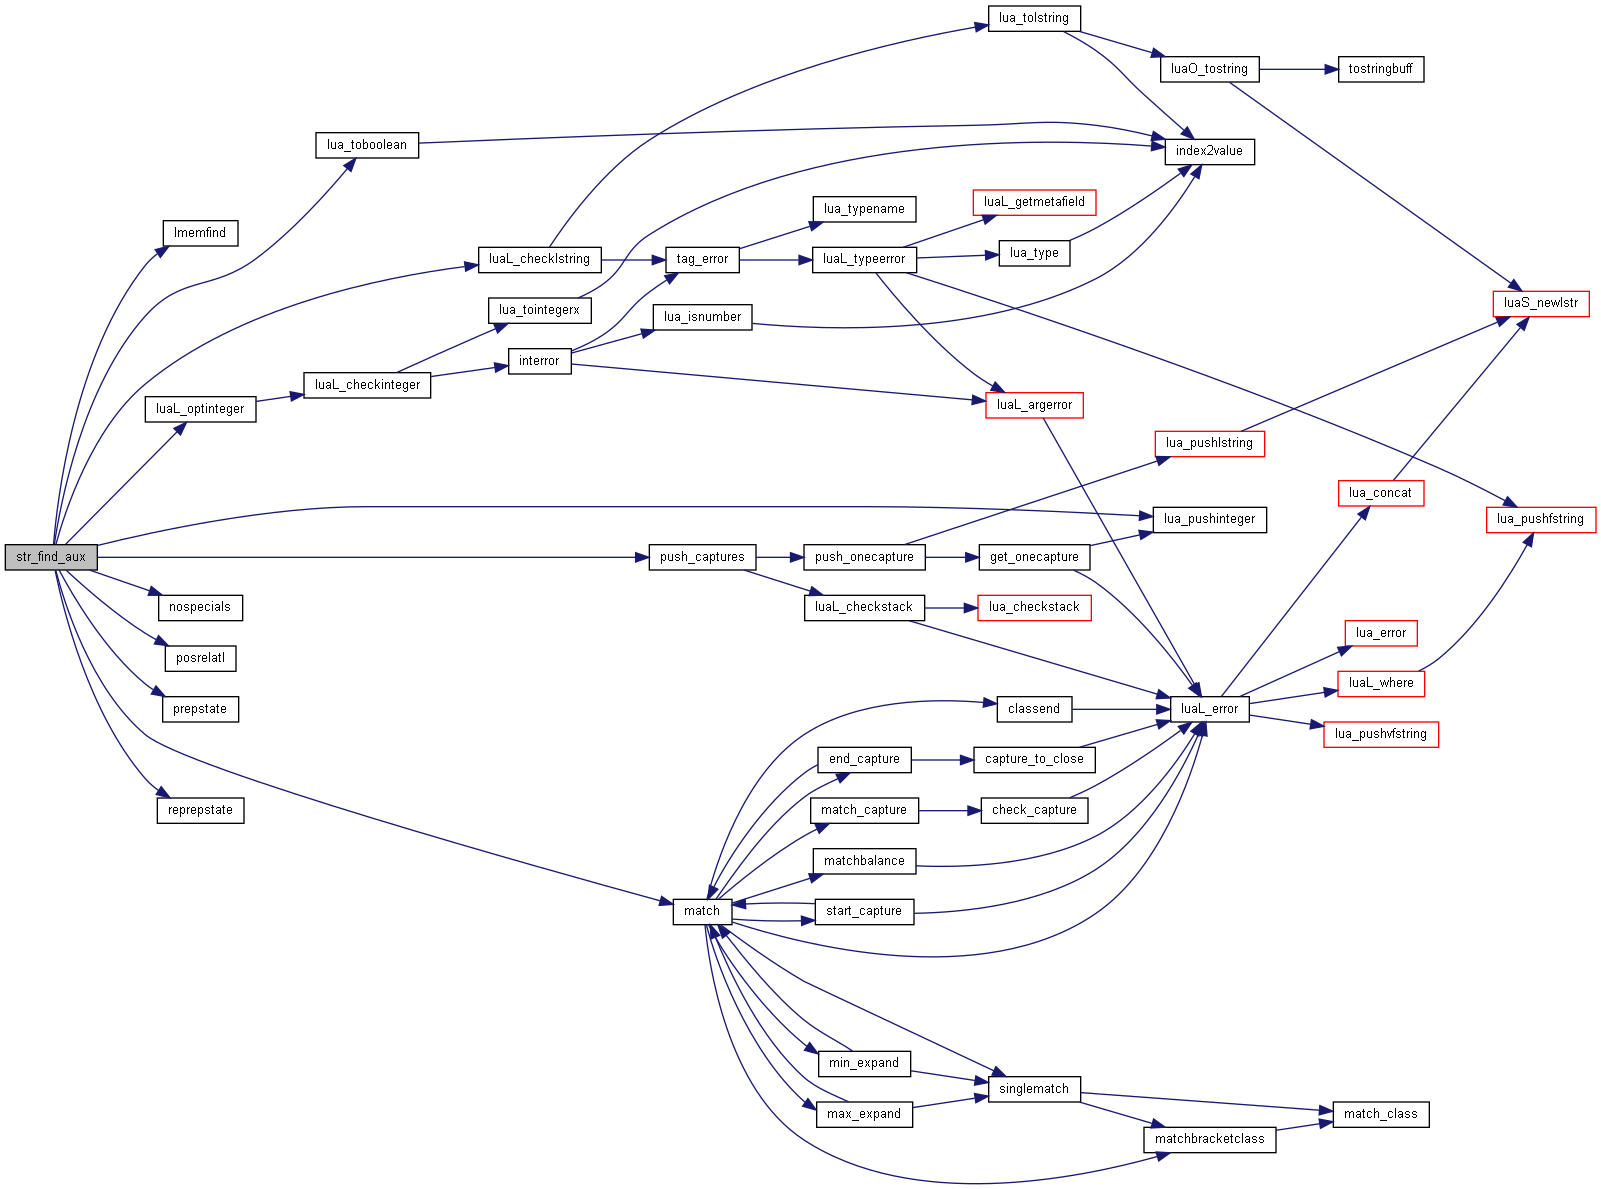 lua_tolstring
luaO_tostring
tostringbuff
lua_toboolean
index2value
luaL_getmetafield
lua_typename
lmemfind
luaL_checklstring
tag_error
luaL_typeerror
lua_type
lua_tointegerx
lua_isnumber
luaS_newlstr
interror
luaL_checkinteger
luaL_optinteger
luaL_argerror
lua_pushlstring
lua_concat
lua_pushinteger
lua_pushfstring
str_find_aux
push_captures
push_onecapture
get_onecapture
nospecials
luaL_checkstack
lua_checkstack
lua_error
posrelatI
luaL_where
prepstate
classend
luaL_error
lua_pushvfstring
end_capture
capture_to_close
reprepstate
match_capture
check_capture
matchbalance
match
start_capture
min_expand
singlematch
max_expand
match_class
matchbracketclass